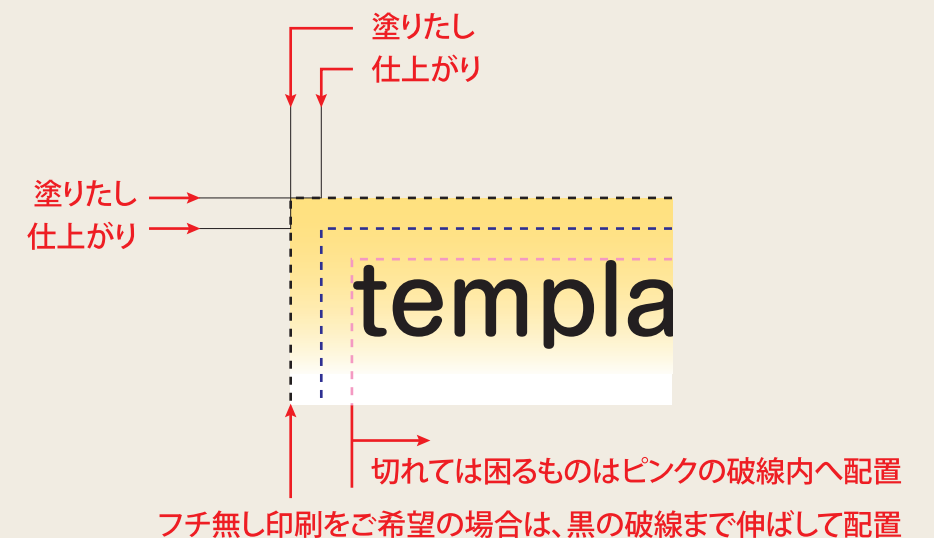 塗りたし
仕上がり
塗りたし
仕上がり
templa
切れては困るものはピンクの破線内へ配置
フチ無し印刷をご希望の場合は、黒の破線まで伸ばして配置